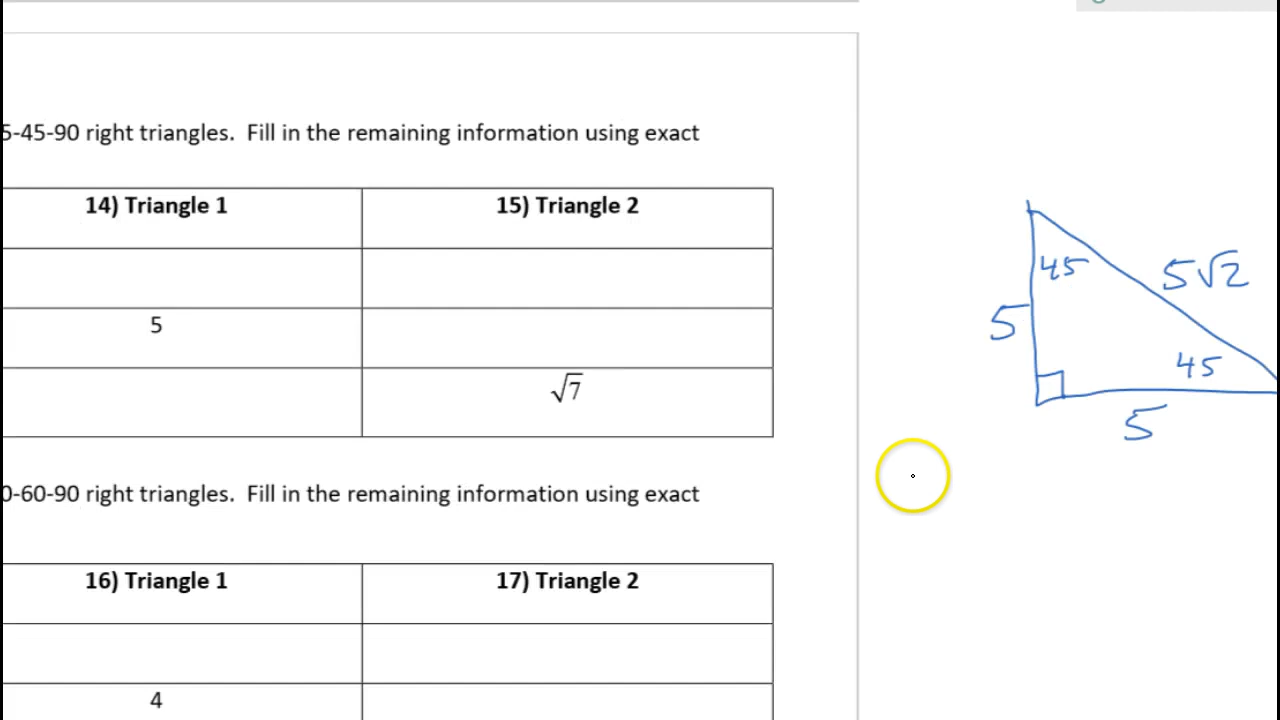 5-45-90 right triangles. Fill in the remaining information using exact
14) Triangle 1 15) Triangle 2
5
√7
0-60-90 right triangles. Fill in the remaining information using exact
16) Triangle 1 17) Triangle 2
4
45
5√2
5
45
5